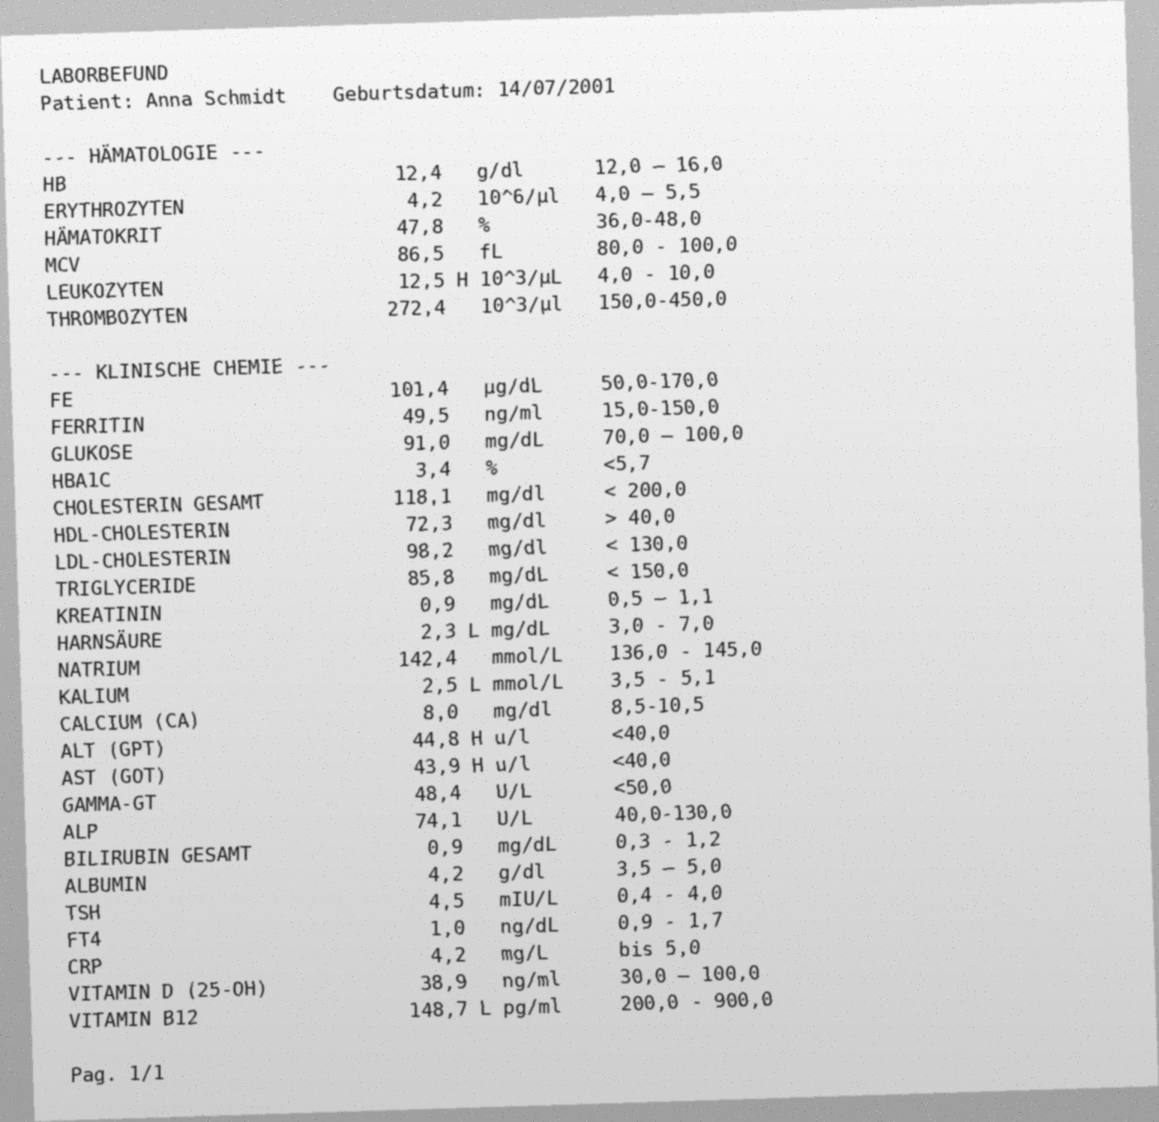 LABORBEFUND
Patient: Anna Schmidt    Geburtsdatum: 14/07/2001

--- HÄMATOLOGIE ---
HB    12,4    g/dl    12,0 – 16,0
ERYTHROZYTEN    4,2    10^6/µl    4,0 – 5,5
HÄMATOKRIT    47,8    %    36,0-48,0
MCV    86,5    fL    80,0 - 100,0
LEUKOZYTEN    12,5 H 10^3/µL    4,0 - 10,0
THROMBOZYTEN    272,4    10^3/µl    150,0-450,0

--- KLINISCHE CHEMIE ---
FE    101,4    µg/dL    50,0-170,0
FERRITIN    49,5    ng/ml    15,0-150,0
GLUKOSE    91,0    mg/dL    70,0 – 100,0
HBA1C    3,4    %    <5,7
CHOLESTERIN GESAMT    118,1    mg/dl    < 200,0
HDL-CHOLESTERIN    72,3    mg/dl    > 40,0
LDL-CHOLESTERIN    98,2    mg/dl    < 130,0
TRIGLYCERIDE    85,8    mg/dL    < 150,0
KREATININ    0,9    mg/dL    0,5 – 1,1
HARNSÄURE    2,3 L mg/dL    3,0 - 7,0
NATRIUM    142,4    mmol/L    136,0 - 145,0
KALIUM    2,5 L mmol/L    3,5 - 5,1
CALCIUM (CA)    8,0    mg/dl    8,5-10,5
ALT (GPT)    44,8 H u/l    <40,0
AST (GOT)    43,9 H u/l    <40,0
GAMMA-GT    48,4    U/L    <50,0
ALP    74,1    U/L    40,0-130,0
BILIRUBIN GESAMT    0,9    mg/dL    0,3 - 1,2
ALBUMIN    4,2    g/dl    3,5 – 5,0
TSH    4,5    mIU/L    0,4 - 4,0
FT4    1,0    ng/dL    0,9 - 1,7
CRP    4,2    mg/L    bis 5,0
VITAMIN D (25-OH)    38,9    ng/ml    30,0 – 100,0
VITAMIN B12    148,7 L pg/ml    200,0 - 900,0

Pag. 1/1